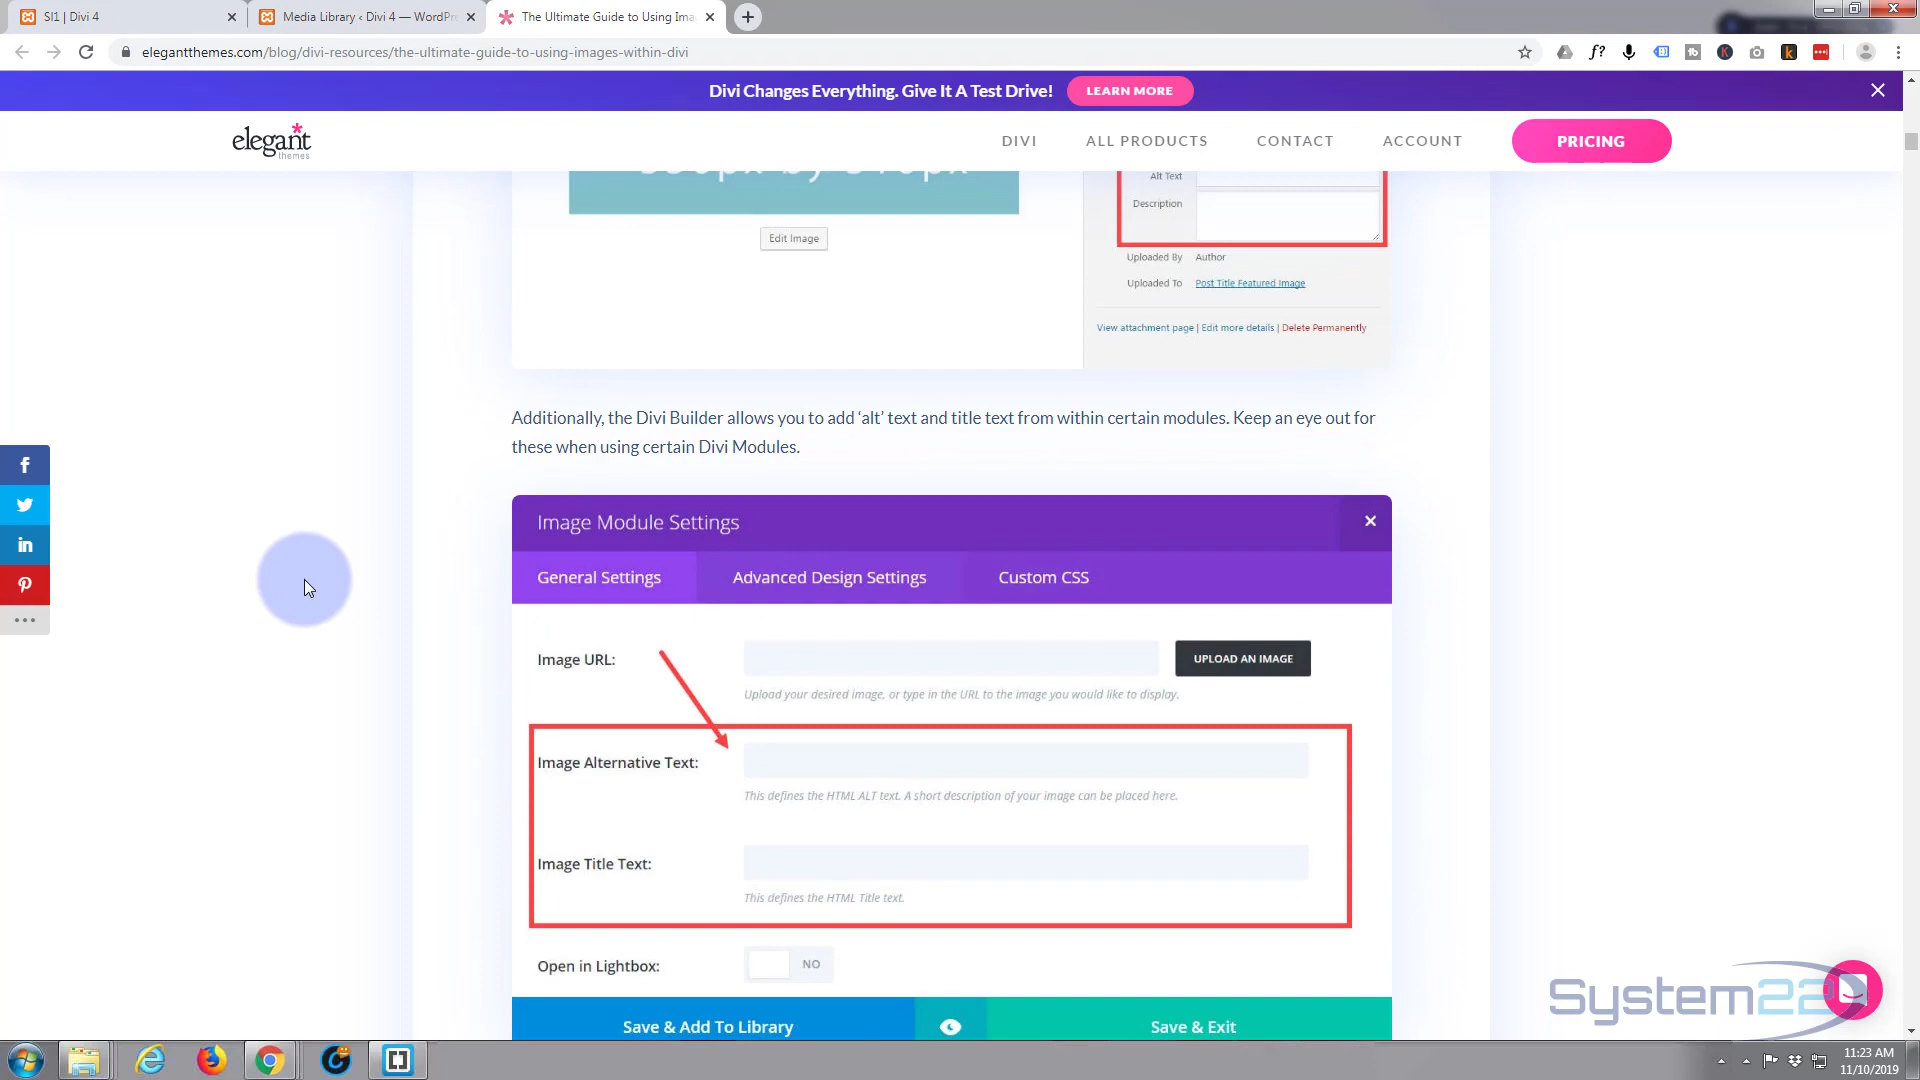 SI1 | Divi 4
Media Library ‹ Divi 4 — WordPre
The Ultimate Guide to Using Ima
elegantthemes.com/blog/divi-resources/the-ultimate-guide-to-using-images-within-divi
Divi Changes Everything. Give It A Test Drive! LEARN MORE
elegant themes
DIVI ALL PRODUCTS CONTACT ACCOUNT PRICING
Alt Text
Description
Edit Image
Uploaded By Author
Uploaded To Post Title Featured Image
View attachment page | Edit more details | Delete Permanently
Additionally, the Divi Builder allows you to add ‘alt’ text and title text from within certain modules. Keep an eye out for
these when using certain Divi Modules.
Image Module Settings
General Settings Advanced Design Settings Custom CSS
Image URL: UPLOAD AN IMAGE
Upload your desired image, or type in the URL to the image you would like to display.
Image Alternative Text:
This defines the HTML ALT text. A short description of your image can be placed here.
Image Title Text:
This defines the HTML Title text.
Open in Lightbox: NO
Save & Add To Library Save & Exit
System22
11:23 AM
11/10/2019